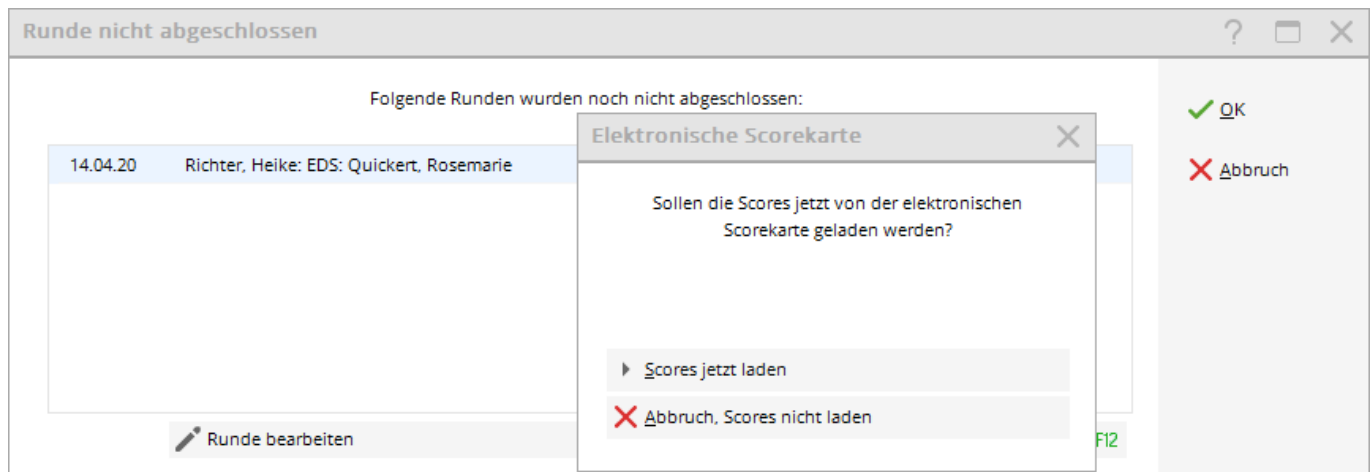 Runde nicht abgeschlossen
Folgende Runden wurden noch nicht abgeschlossen:
OK
Elektronische Scorekarte
14.04.20 Richter, Heike: EDS: Quickert, Rosemarie
Abbruch
Sollen die Scores jetzt von der elektronischen
Scorekarte geladen werden?
Scores jetzt laden
Abbruch, Scores nicht laden
Runde bearbeiten
F12